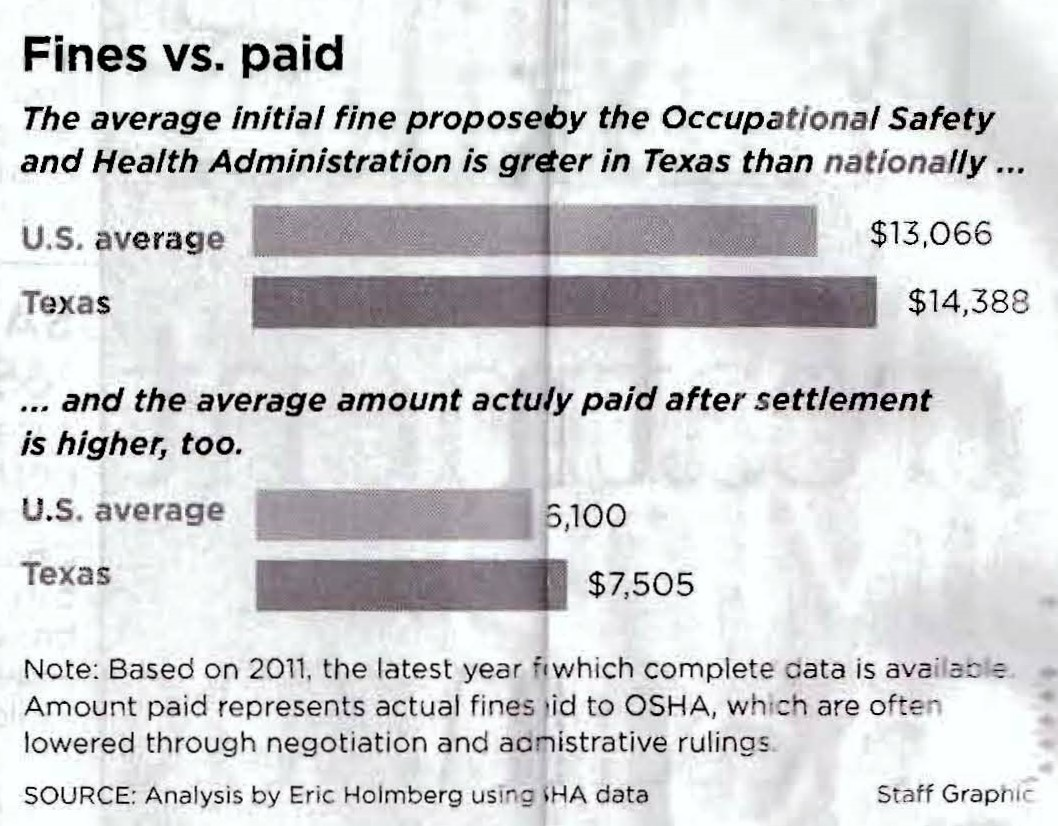 Fines vs. paid
The average initial fine propose by the Occupational Safety
and Health Administration is greter in Texas than nationally ...
U.S. average $13,066
Texas $14,388
... and the average amount actuly paid after settlement
is higher, too.
U.S. average 6,100
Texas $7,505
Note: Based on 2011, the latest year which complete data is available.
Amount paid represents actual fines id to OSHA, which are often
lowered through negotiation and admistrative rulings.
SOURCE: Analysis by Eric Holmberg using HA data Staff Graphic